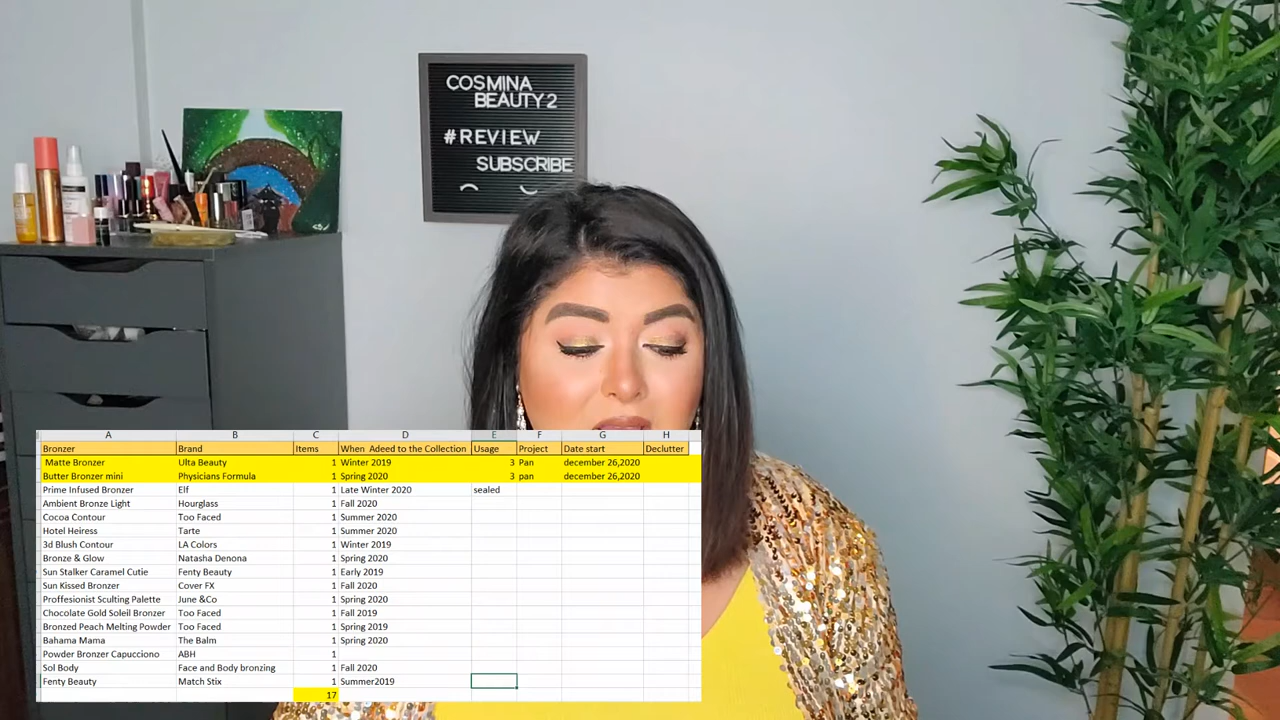 COSMINA
BEAUTY2
#REVIEW
SUBSCRIBE
A B C D E F G H
Bronzer Brand Items When Adeed to the Collection Usage Project Date start Declutter
Matte Bronzer Ulta Beauty 1 Winter 2019 3 Pan december 26,2020
Butter Bronzer mini Physicians Formula 1 Spring 2020 3 pan december 26,2020
Prime Infused Bronzer Elf 1 Late Winter 2020 sealed
Ambient Bronze Light Hourglass 1 Fall 2020
Cocoa Contour Too Faced 1 Summer 2020
Hotel Heiress Tarte 1 Summer 2020
3d Blush Contour LA Colors 1 Winter 2019
Bronze & Glow Natasha Denona 1 Spring 2020
Sun Stalker Caramel Cutie Fenty Beauty 1 Early 2019
Sun Kissed Bronzer Cover FX 1 Fall 2020
Proffesionist Sculting Palette June &Co 1 Spring 2020
Chocolate Gold Soleil Bronzer Too Faced 1 Fall 2019
Bronzed Peach Melting Powder Too Faced 1 Spring 2019
Bahama Mama The Balm 1 Spring 2020
Powder Bronzer Capucciono ABH 1
Sol Body Face and Body bronzing 1 Fall 2020
Fenty Beauty Match Stix 1 Summer2019
17